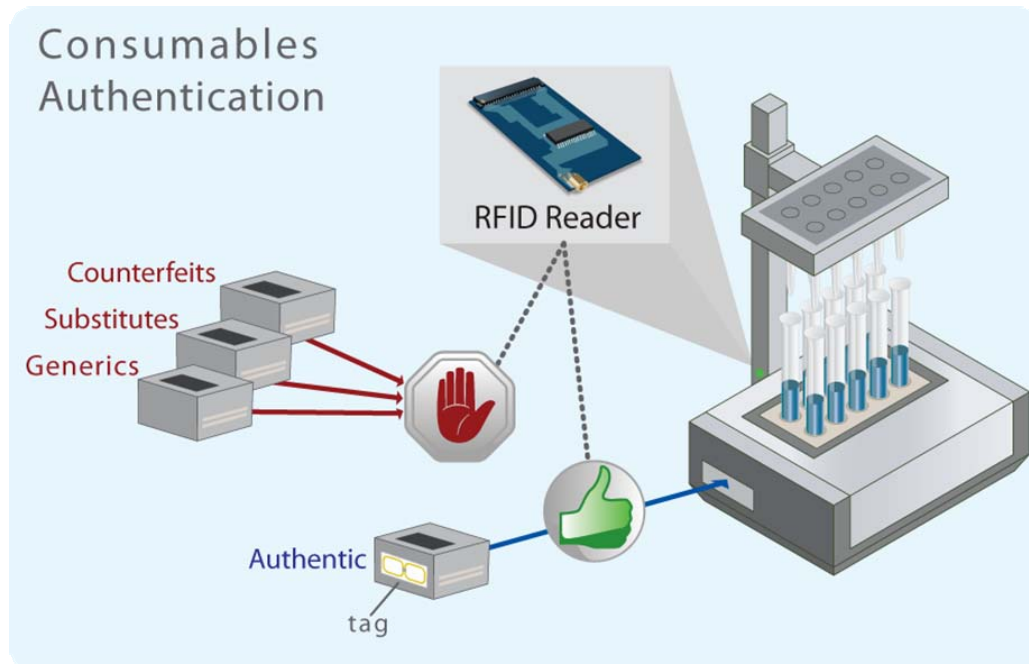 Consumables
Authentication
RFID Reader
Counterfeits
Substitutes
Generics
Authentic
tag